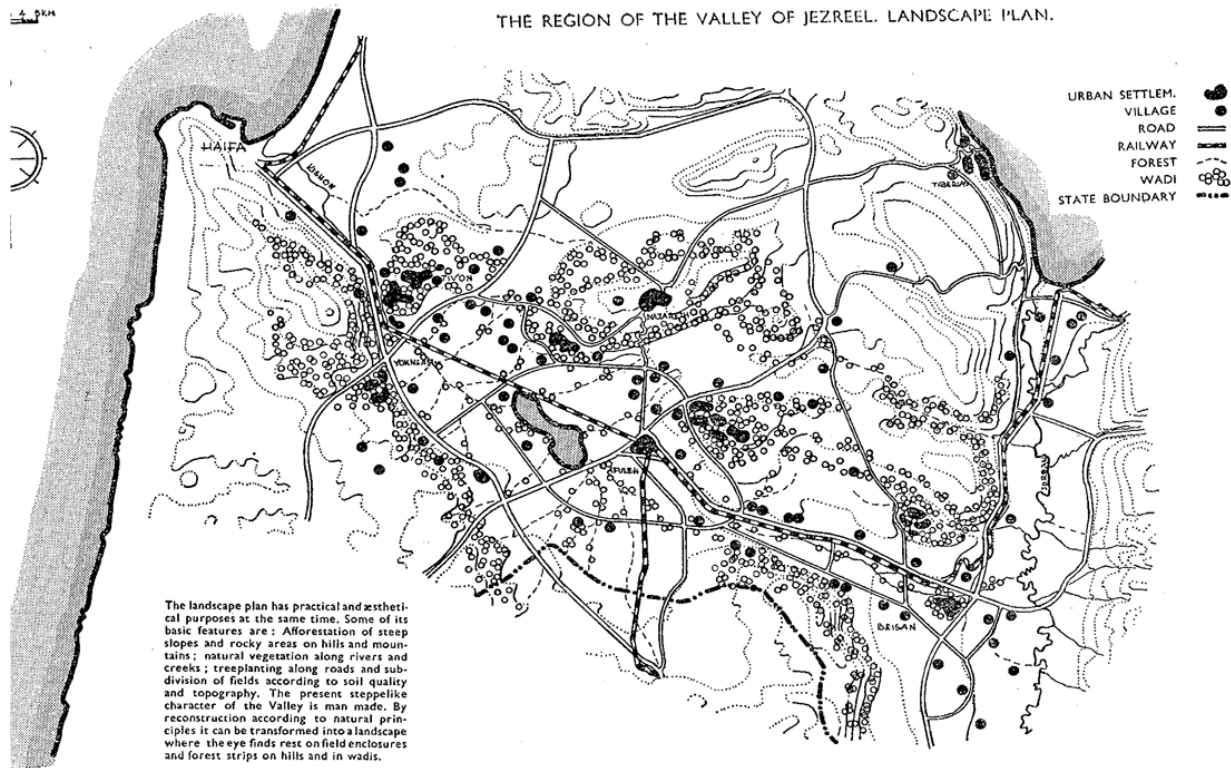 5KM
THE REGION OF THE VALLEY OF JEZREEL. LANDSCAPE PLAN.
URBAN SETTLEM.
VILLAGE
ROAD
RAILWAY
FOREST
WADI
STATE BOUNDARY
HAIFA
KISHON
TIBERIAS
TIVON
NAZARETH
YOKNEAM
AFULEH
JORDAN
BEISAN
The landscape plan has practical and æstheti-
cal purposes at the same time. Some of its
basic features are : Afforestation of steep
slopes and rocky areas on hills and moun-
tains ; natural vegetation along rivers and
creeks ; treeplanting along roads and sub-
division of fields according to soil quality
and topography. The present steppelike
character of the Valley is man made. By
reconstruction according to natural prin-
ciples it can be transformed into a landscape
where the eye finds rest on field enclosures
and forest strips on hills and in wadis.